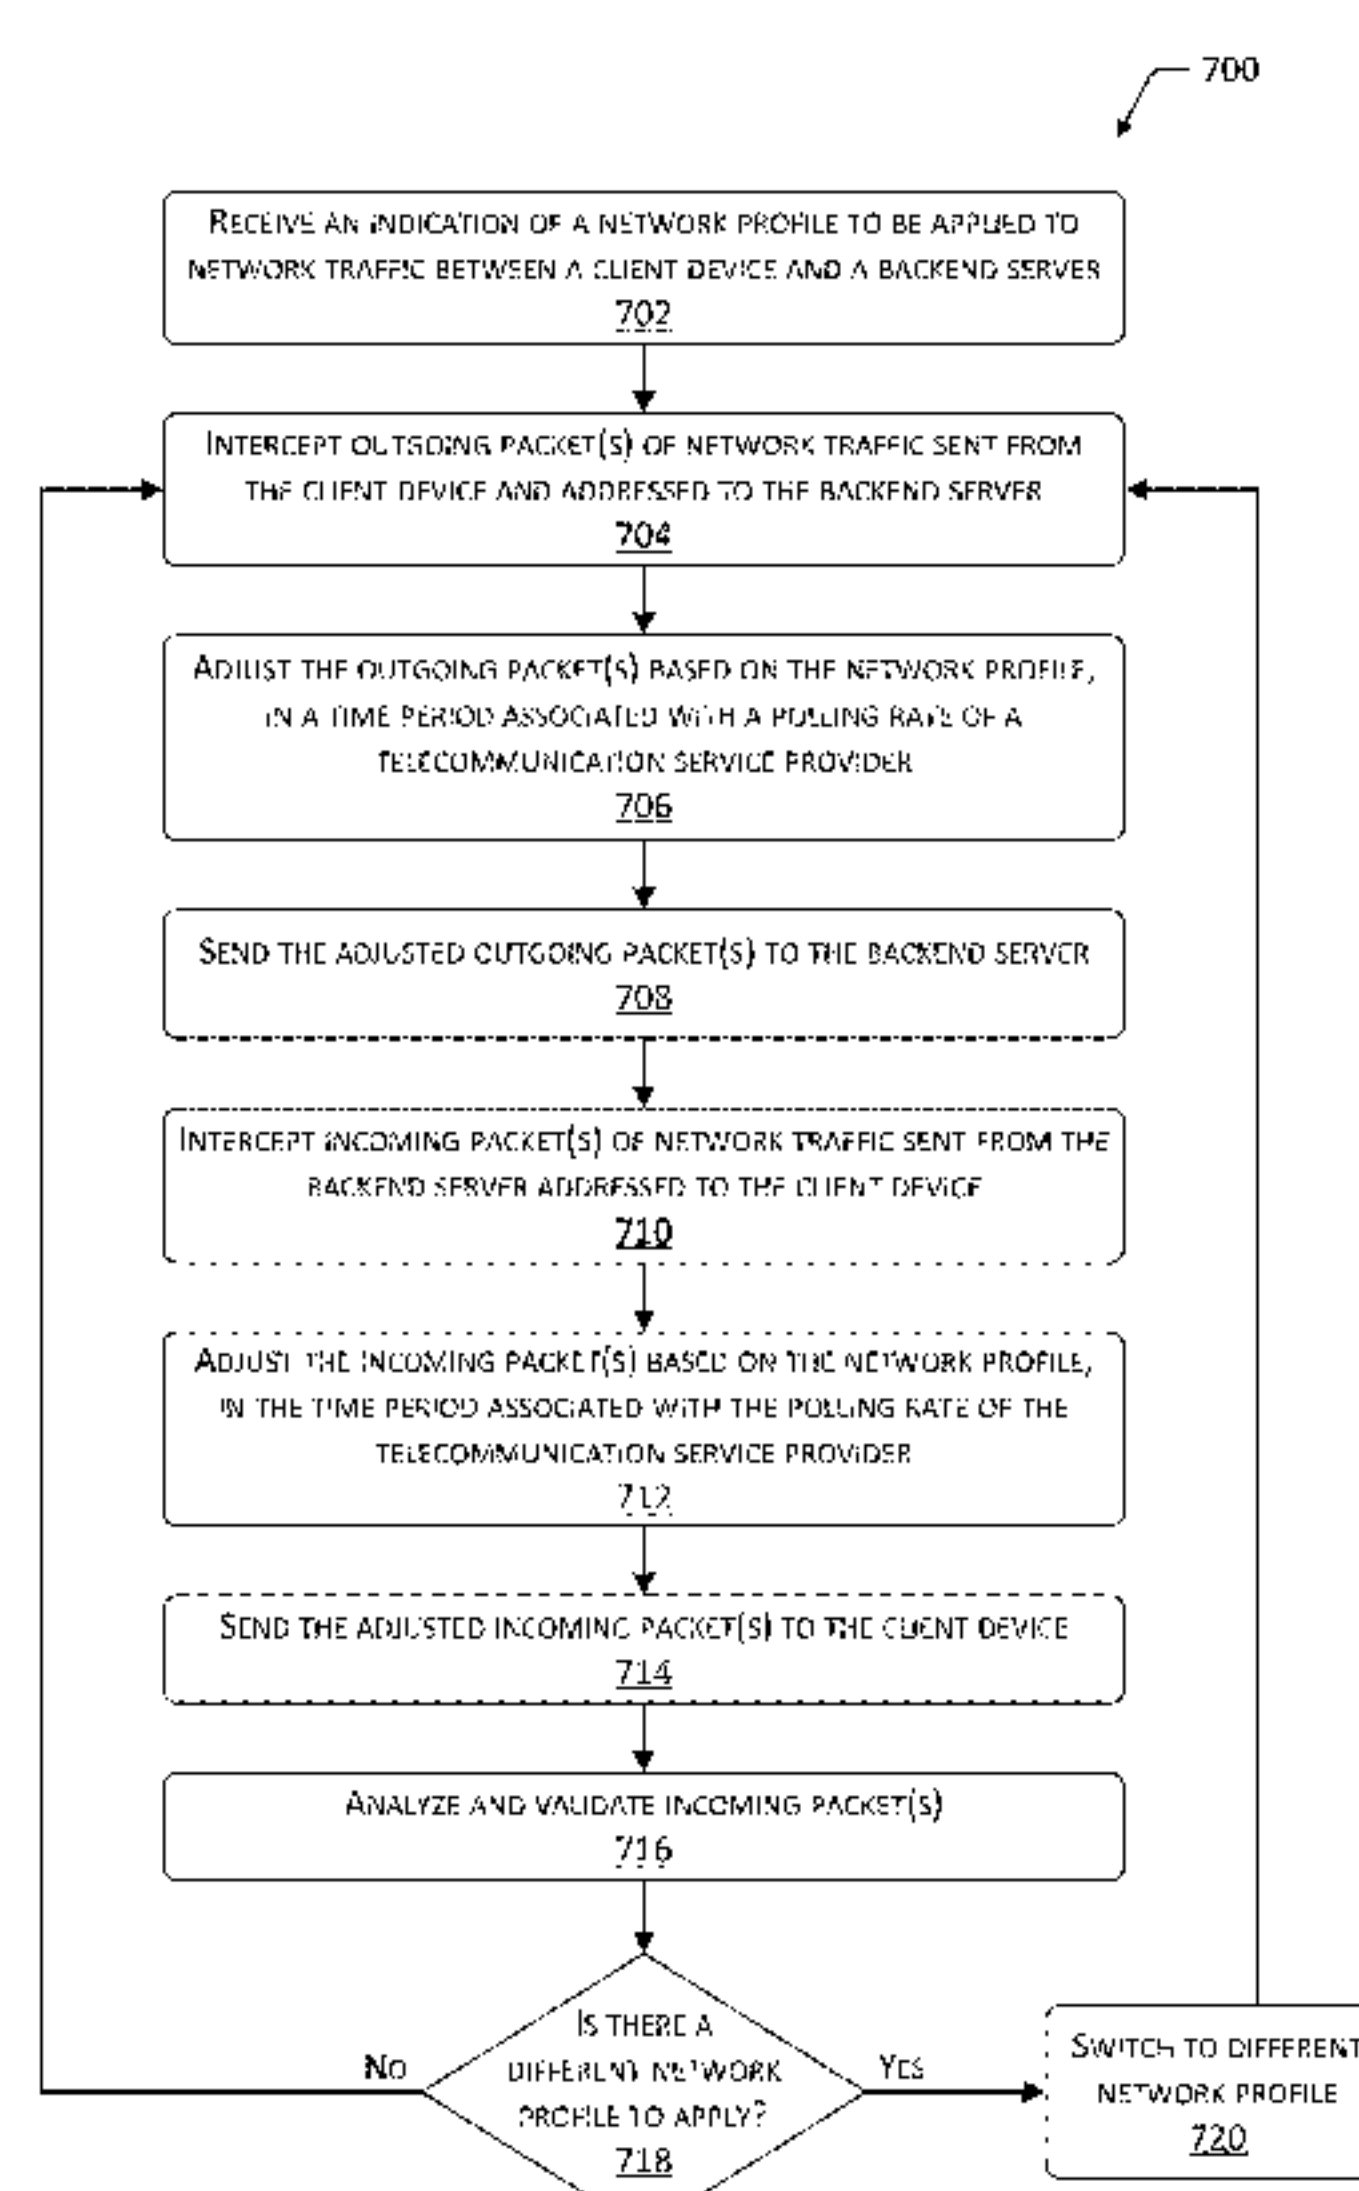 700
RECEIVE AN INDICATION OF A NETWORK PROFILE TO BE APPLIED TO
NETWORK TRAFFIC BETWEEN A CLIENT DEVICE AND A BACKEND SERVER
702
INTERCEPT OUTGOING PACKET(S) OF NETWORK TRAFFIC SENT FROM
THE CLIENT DEVICE AND ADDRESSED TO THE BACKEND SERVER
704
ADJUST THE OUTGOING PACKET(S) BASED ON THE NETWORK PROFILE,
IN A TIME PERIOD ASSOCIATED WITH A POLLING RATE OF A
TELECOMMUNICATION SERVICE PROVIDER
706
SEND THE ADJUSTED OUTGOING PACKET(S) TO THE BACKEND SERVER
708
INTERCEPT INCOMING PACKET(S) OF NETWORK TRAFFIC SENT FROM THE
BACKEND SERVER ADDRESSED TO THE CLIENT DEVICE
710
ADJUST THE INCOMING PACKET(S) BASED ON THE NETWORK PROFILE,
IN THE TIME PERIOD ASSOCIATED WITH THE POLLING RATE OF THE
TELECOMMUNICATION SERVICE PROVIDER
712
SEND THE ADJUSTED INCOMING PACKET(S) TO THE CLIENT DEVICE
714
ANALYZE AND VALIDATE INCOMING PACKET(S)
716
IS THERE A
DIFFERENT NETWORK
PROFILE TO APPLY?
718
NO
YES
SWITCH TO DIFFERENT
NETWORK PROFILE
720